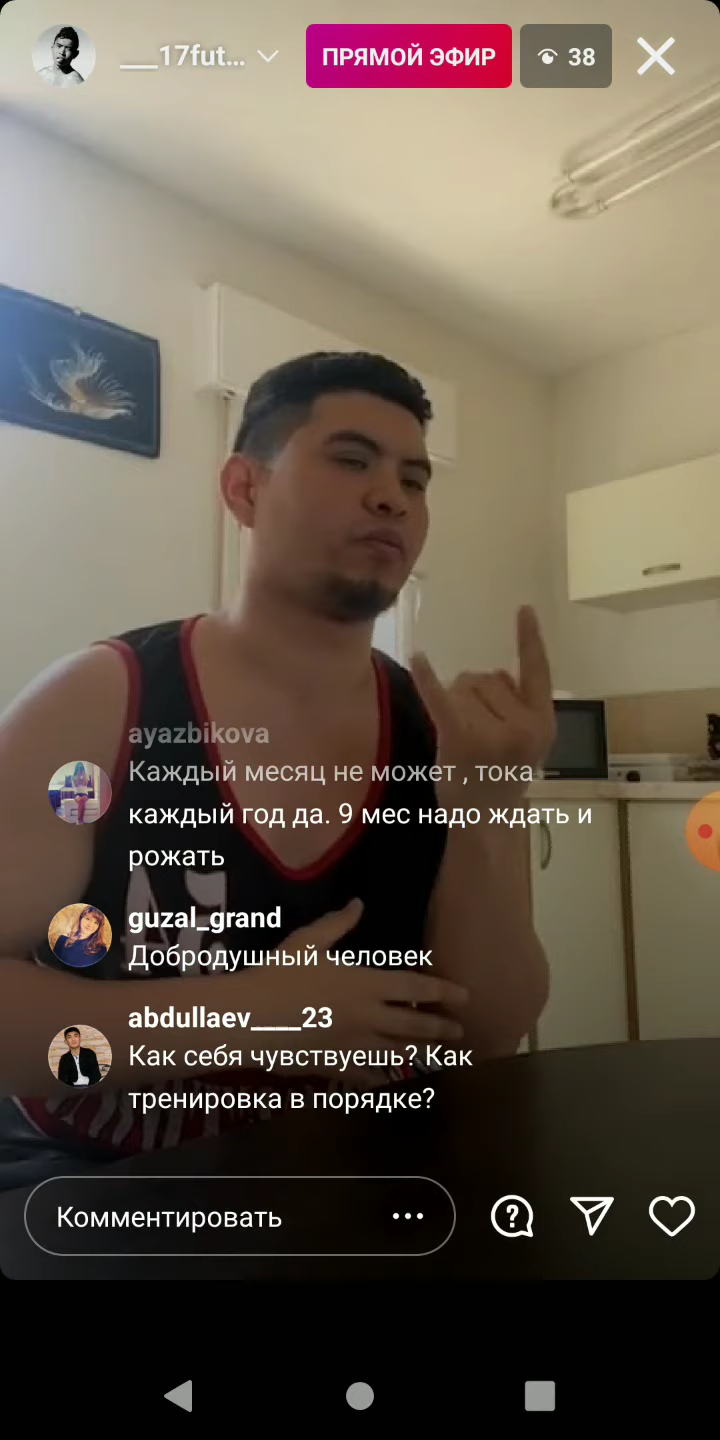 ___17fut...
ПРЯМОЙ ЭФИР
38
ayazbikova
Каждый месяц не может , тока
каждый год да. 9 мес надо ждать и
рожать
guzal_grand
Добродушный человек
abdullaev____23
Как себя чувствуешь? Как
тренировка в порядке?
Комментировать